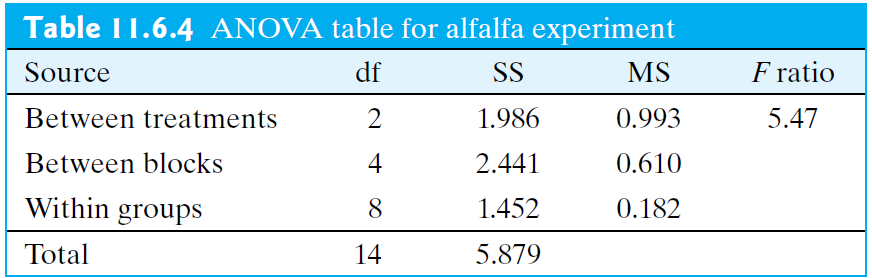 Table 11.6.4 ANOVA table for alfalfa experiment
Source df SS MS F ratio
Between treatments 2 1.986 0.993 5.47
Between blocks 4 2.441 0.610
Within groups 8 1.452 0.182
Total 14 5.879